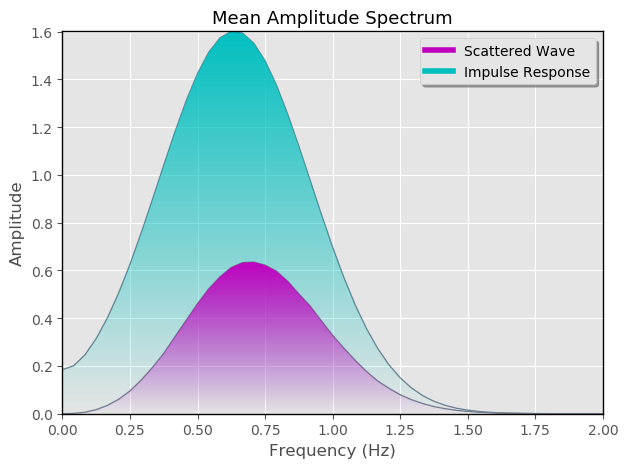 Mean Amplitude Spectrum
Scattered Wave
Impulse Response
Amplitude
1.6
1.4
1.2
1.0
0.8
0.6
0.4
0.2
0.0
0.00 0.25 0.50 0.75 1.00 1.25 1.50 1.75 2.00
Frequency (Hz)